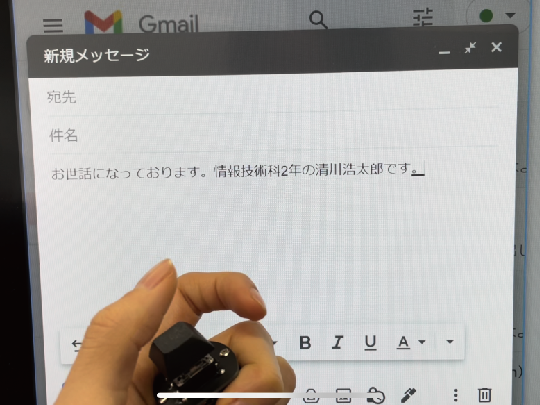 Gmail
新規メッセージ
宛先
件名
お世話になっております。情報技術科2年の清川浩太郎です。
B I U A